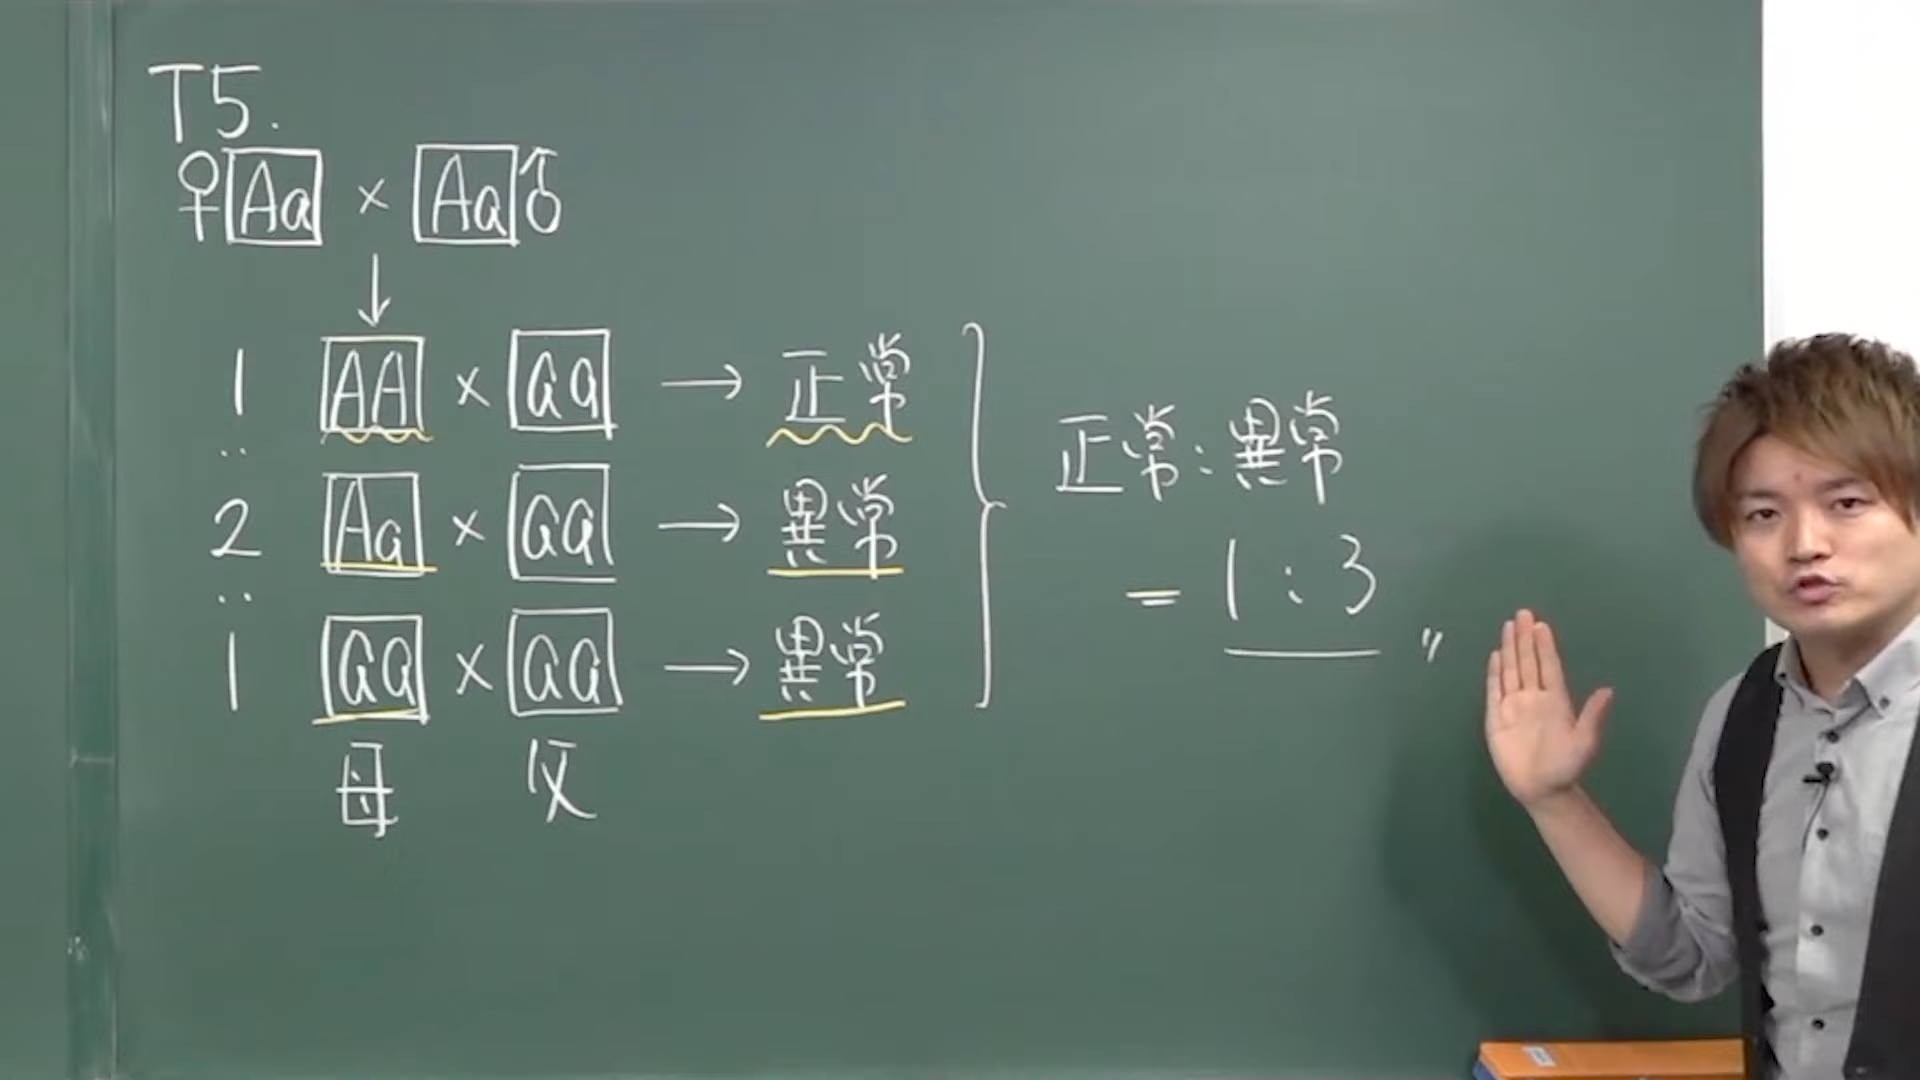 T5.
♀ Aa × Aa ♂
↓
1 AA × aa → 正常
:
2 Aa × aa → 異常
:
1 aa × aa → 異常
母 父
正常:異常
= 1:3 〃